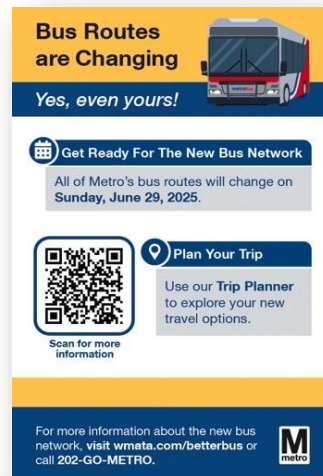 Bus Routes
are Changing
metrobus
Yes, even yours!
Get Ready For The New Bus Network
All of Metro's bus routes will change on
Sunday, June 29, 2025.
Plan Your Trip
Use our Trip Planner
to explore your new
travel options.
Scan for more
information
For more information about the new bus
network, visit wmata.com/betterbus or
call 202-GO-METRO.
M
metro